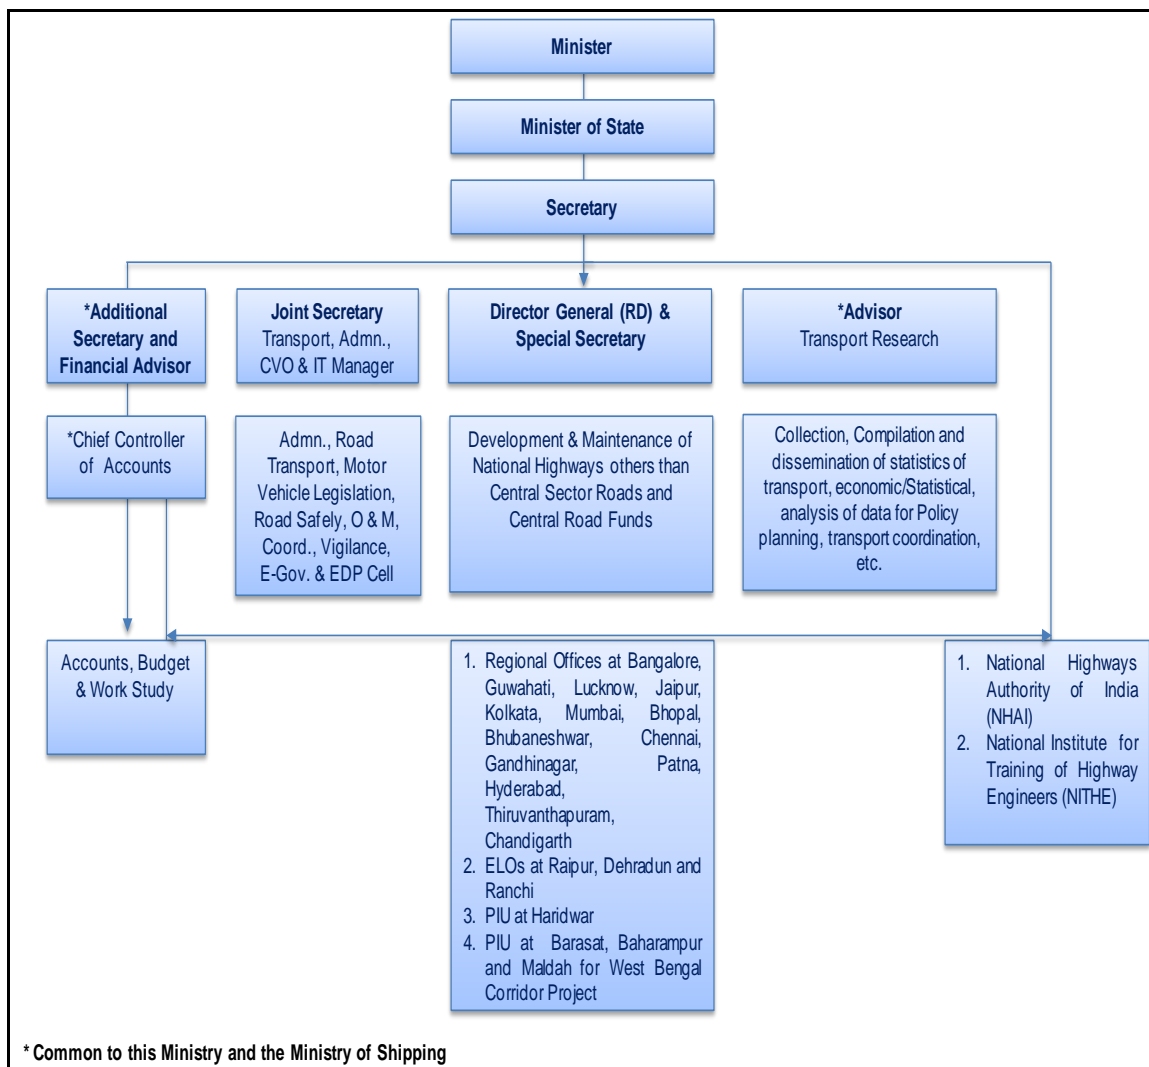 Minister
Minister of State
Secretary
*Additional
Secretary and
Financial Advisor
Joint Secretary
Transport, Admn.,
CVO & IT Manager
Director General (RD) &
Special Secretary
*Advisor
Transport Research
*Chief Controller
of Accounts
Admn., Road
Transport, Motor
Vehicle Legislation,
Road Safely, O & M,
Coord., Vigilance,
E-Gov. & EDP Cell
Development & Maintenance of
National Highways others than
Central Sector Roads and
Central Road Funds
Collection, Compilation and
dissemination of statistics of
transport, economic/Statistical,
analysis of data for Policy
planning, transport coordination,
etc.
Accounts, Budget
& Work Study
1. Regional Offices at Bangalore,
Guwahati, Lucknow, Jaipur,
Kolkata, Mumbai, Bhopal,
Bhubaneshwar, Chennai,
Gandhinagar, Patna,
Hyderabad,
Thiruvanthapuram,
Chandigarth
2. ELOs at Raipur, Dehradun and
Ranchi
3. PIU at Haridwar
4. PIU at Barasat, Baharampur
and Maldah for West Bengal
Corridor Project
1. National Highways
Authority of India
(NHAI)
2. National Institute for
Training of Highway
Engineers (NITHE)
* Common to this Ministry and the Ministry of Shipping